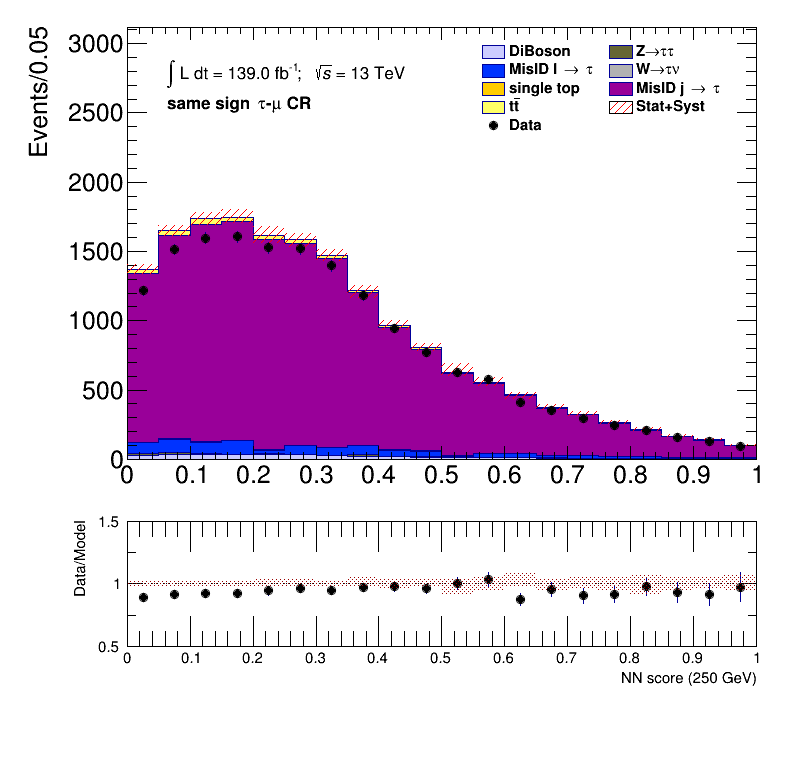 Events/0.05
3000
2500
2000
1500
1000
500
0
∫ L dt = 139.0 fb⁻¹; √s = 13 TeV
same sign τ-μ CR
DiBoson
Z→ττ
MisID l → τ
W→τν
single top
MisID j → τ
tt̄
Stat+Syst
Data
0 0.1 0.2 0.3 0.4 0.5 0.6 0.7 0.8 0.9 1
Data/Model
1.5
1
0.5
0 0.1 0.2 0.3 0.4 0.5 0.6 0.7 0.8 0.9 1
NN score (250 GeV)